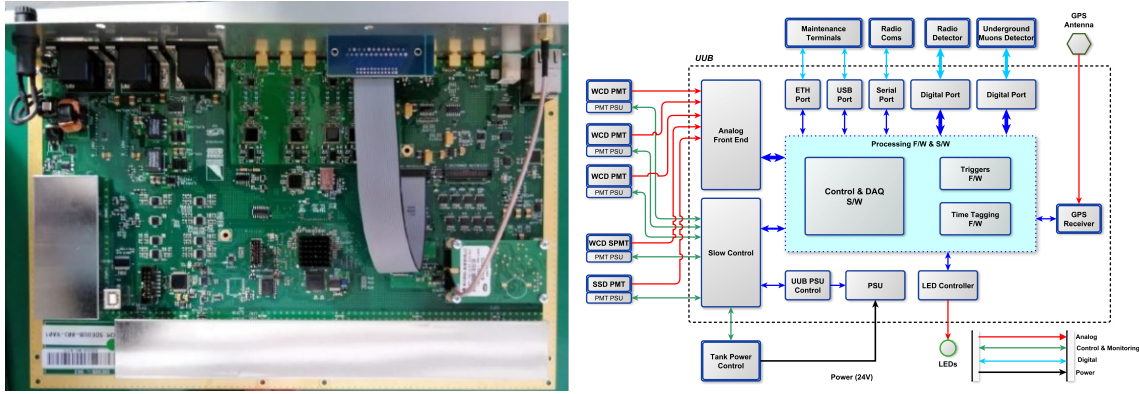 Maintenance
Terminals
Radio
Coms
Radio
Detector
Underground
Muons Detector
GPS
Antenna
UUB
WCD PMT
PMT PSU
WCD PMT
PMT PSU
WCD PMT
PMT PSU
WCD SPMT
PMT PSU
SSD PMT
PMT PSU
Analog
Front End
Slow Control
ETH
Port
USB
Port
Serial
Port
Digital Port
Digital Port
Processing F/W & S/W
Control & DAQ
S/W
Triggers
F/W
Time Tagging
F/W
GPS
Receiver
UUB PSU
Control
PSU
LED Controller
Tank Power
Control
Power (24V)
LEDs
Analog
Control & Monitoring
Digital
Power